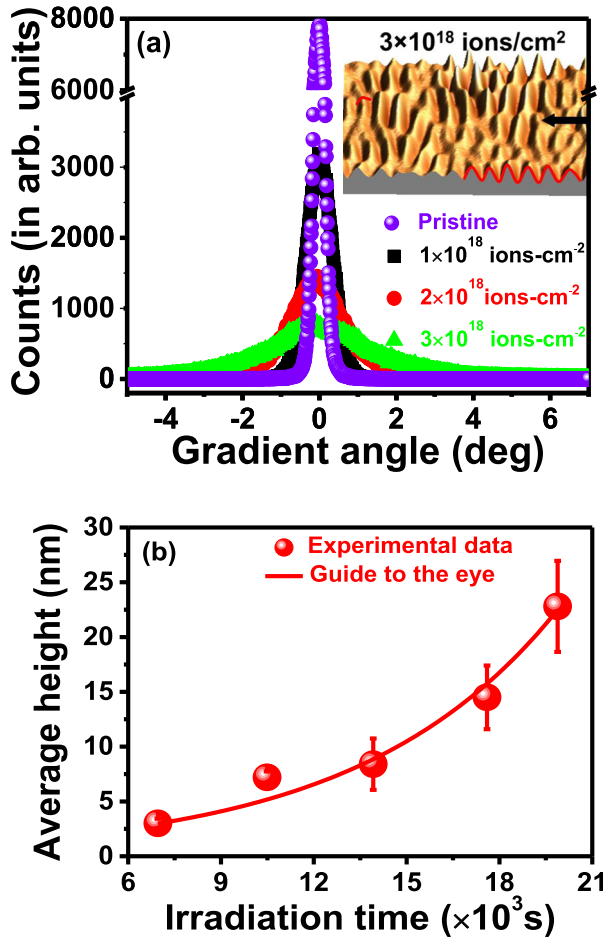 (a)
3×10¹⁸ ions/cm²
Counts (in arb. units)
8000
6000
3000
2000
1000
0
Pristine
1×10¹⁸ ions-cm⁻²
2×10¹⁸ ions-cm⁻²
3×10¹⁸ ions-cm⁻²
-4 -2 0 2 4 6
Gradient angle (deg)
(b)
Experimental data
Guide to the eye
Average height (nm)
30
25
20
15
10
5
0
6 9 12 15 18 21
Irradiation time (×10³s)